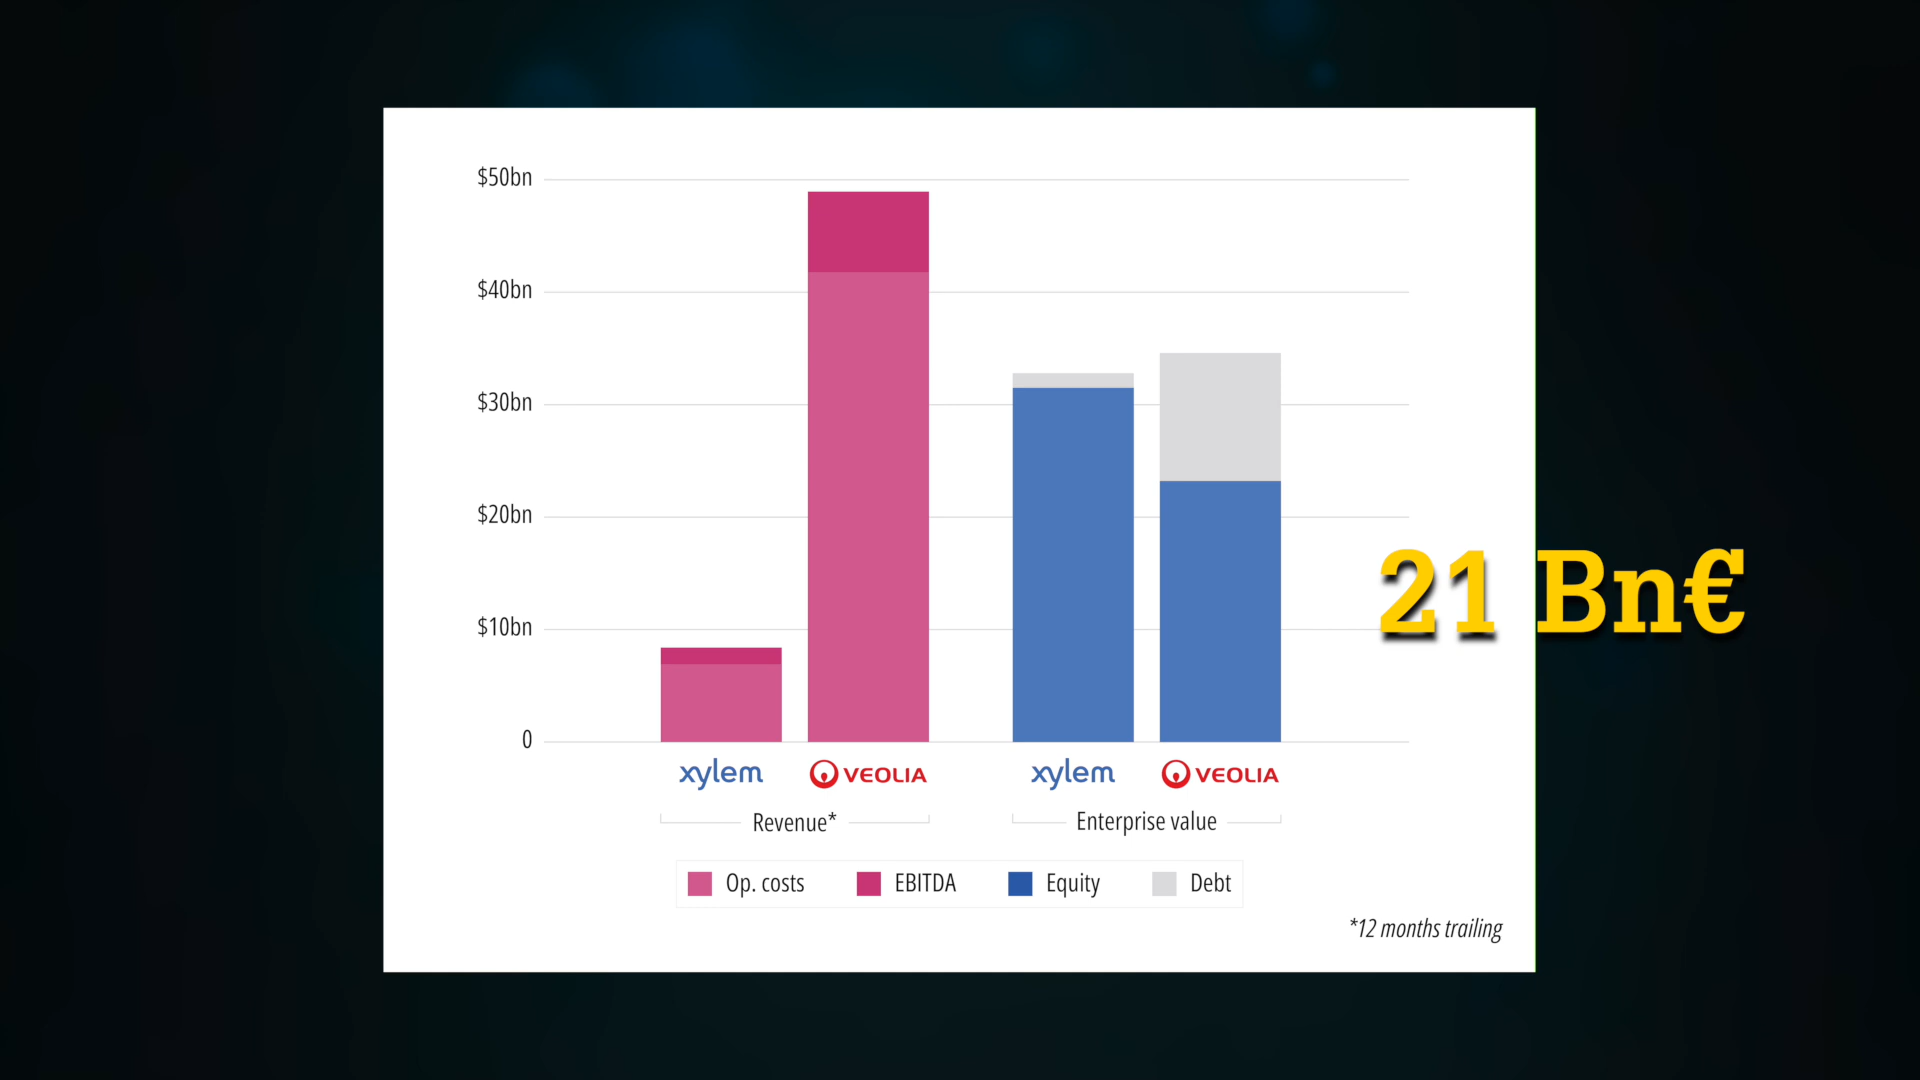 $50bn
$40bn
$30bn
$20bn
$10bn
0
21 Bn€
xylem VEOLIA xylem VEOLIA
Revenue* Enterprise value
Op. costs EBITDA Equity Debt
*12 months trailing